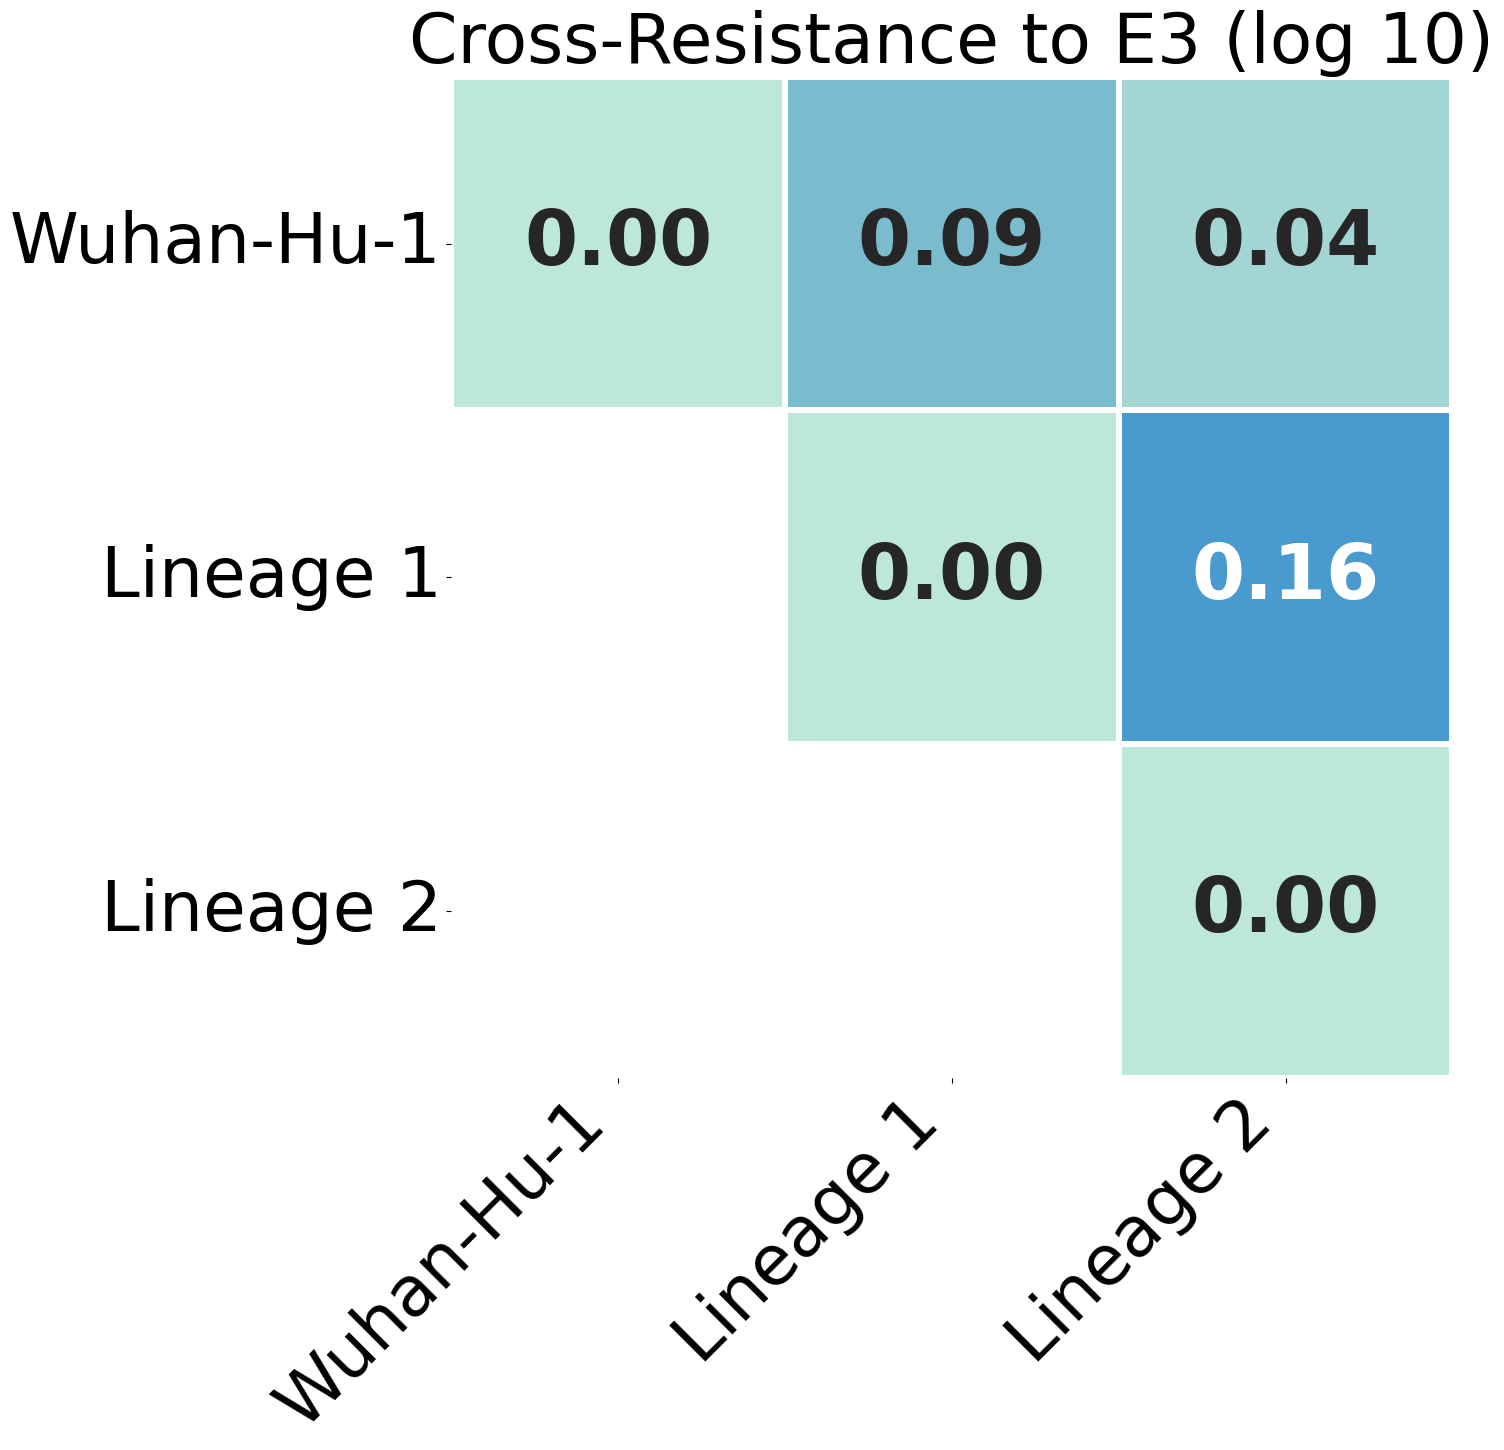 Cross-Resistance to E3 (log 10)
Wuhan-Hu-1 0.00 0.09 0.04
Lineage 1 0.00 0.16
Lineage 2 0.00
Wuhan-Hu-1
Lineage 1
Lineage 2